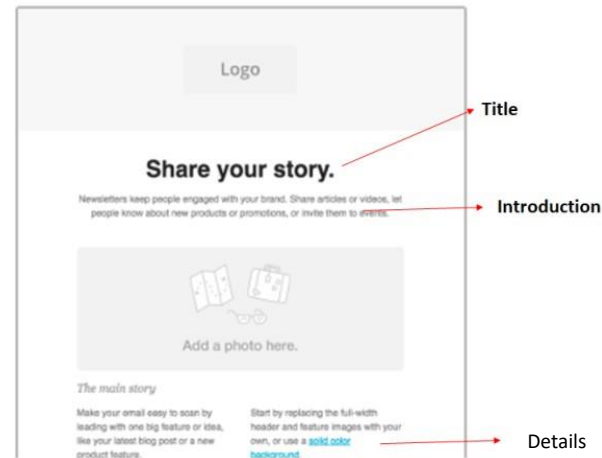 Logo
Title
Share your story.
Newsletters keep people engaged with your brand. Share articles or videos, let
people know about new products or promotions, or invite them to events.
Introduction
Add a photo here.
The main story
Make your email easy to scan by
leading with one big feature or idea,
like your latest blog post or a new
product feature.
Start by replacing the full-width
header and feature images with your
own, or use a solid color
background.
Details